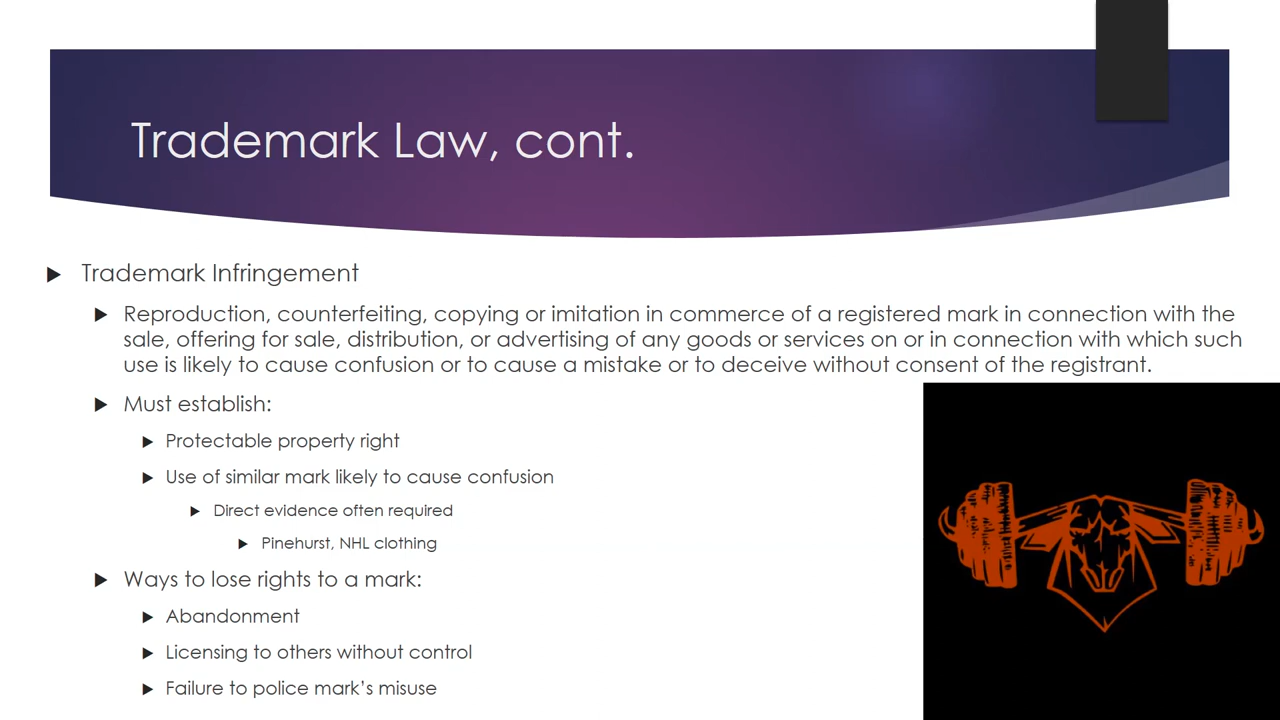 Trademark Law, cont.
Trademark Infringement
Reproduction, counterfeiting, copying or imitation in commerce of a registered mark in connection with the
sale, offering for sale, distribution, or advertising of any goods or services on or in connection with which such
use is likely to cause confusion or to cause a mistake or to deceive without consent of the registrant.
Must establish:
Protectable property right
Use of similar mark likely to cause confusion
Direct evidence often required
Pinehurst, NHL clothing
Ways to lose rights to a mark:
Abandonment
Licensing to others without control
Failure to police mark’s misuse